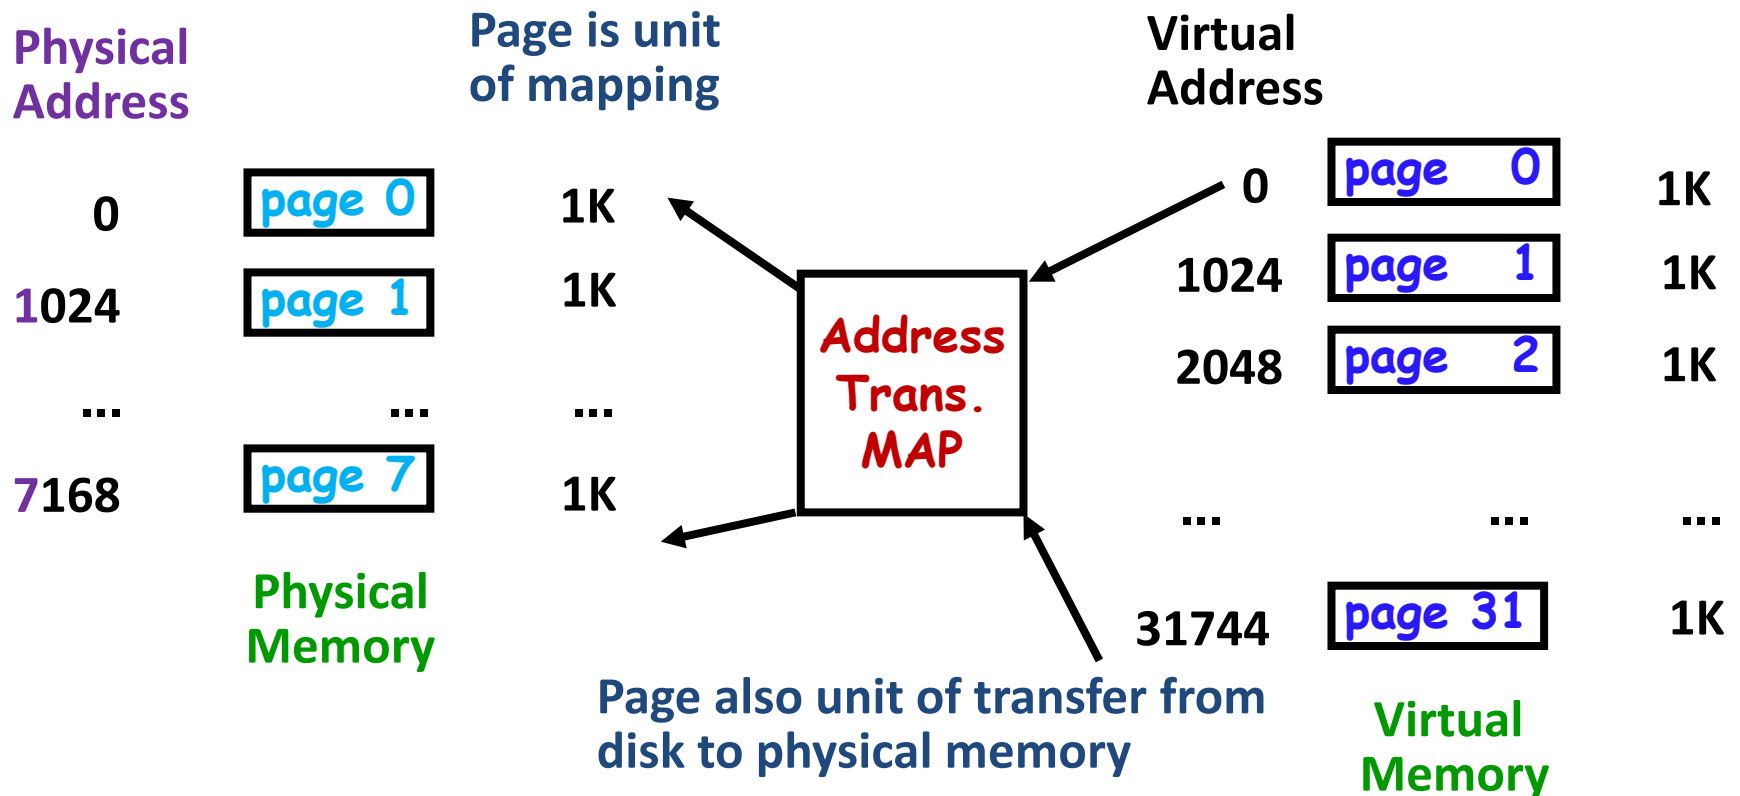 Physical
Address
Page is unit
of mapping
Virtual
Address
0 page 0 1K
1024 page 1 1K
... ... ...
7168 page 7 1K
Physical
Memory
Address
Trans.
MAP
0 page 0 1K
1024 page 1 1K
2048 page 2 1K
... ... ...
31744 page 31 1K
Virtual
Memory
Page also unit of transfer from
disk to physical memory